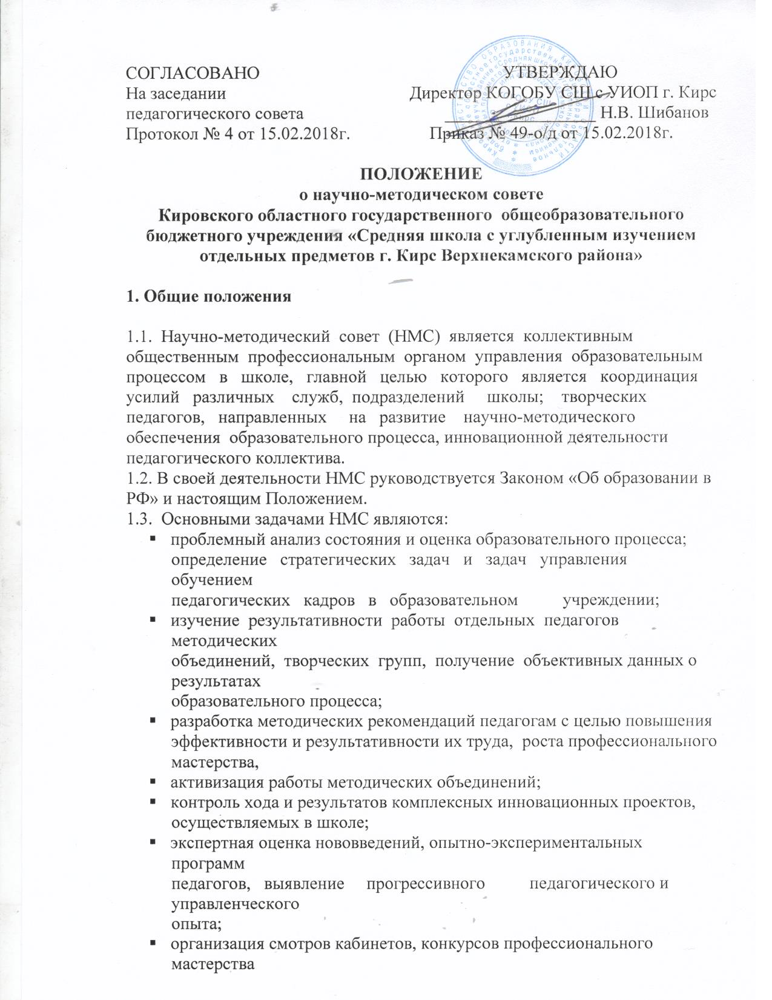 СОГЛАСОВАНО УТВЕРЖДАЮ
На заседании Директор КОГОБУ СШ с УИОП г. Кирс
педагогического совета Н.В. Шибанов
Протокол № 4 от 15.02.2018г. Приказ № 49-о/д от 15.02.2018г.
ПОЛОЖЕНИЕ
о научно-методическом совете
Кировского областного государственного общеобразовательного
бюджетного учреждения «Средняя школа с углубленным изучением
отдельных предметов г. Кирс Верхнекамского района»
1. Общие положения
1.1. Научно-методический совет (НМС) является коллективным
общественным профессиональным органом управления образовательным
процессом в школе, главной целью которого является координация
усилий различных служб, подразделений школы; творческих
педагогов, направленных на развитие научно-методического
обеспечения образовательного процесса, инновационной деятельности
педагогического коллектива.
1.2. В своей деятельности НМС руководствуется Законом «Об образовании в
РФ» и настоящим Положением.
1.3. Основными задачами НМС являются:
▪ проблемный анализ состояния и оценка образовательного процесса;
определение стратегических задач и задач управления
обучением
педагогических кадров в образовательном учреждении;
▪ изучение результативности работы отдельных педагогов
методических
объединений, творческих групп, получение объективных данных о
результатах
образовательного процесса;
▪ разработка методических рекомендаций педагогам с целью повышения
эффективности и результативности их труда, роста профессионального
мастерства,
▪ активизация работы методических объединений;
▪ контроль хода и результатов комплексных инновационных проектов,
осуществляемых в школе;
▪ экспертная оценка нововведений, опытно-экспериментальных
программ
педагогов, выявление прогрессивного педагогического и
управленческого
опыта;
▪ организация смотров кабинетов, конкурсов профессионального
мастерства